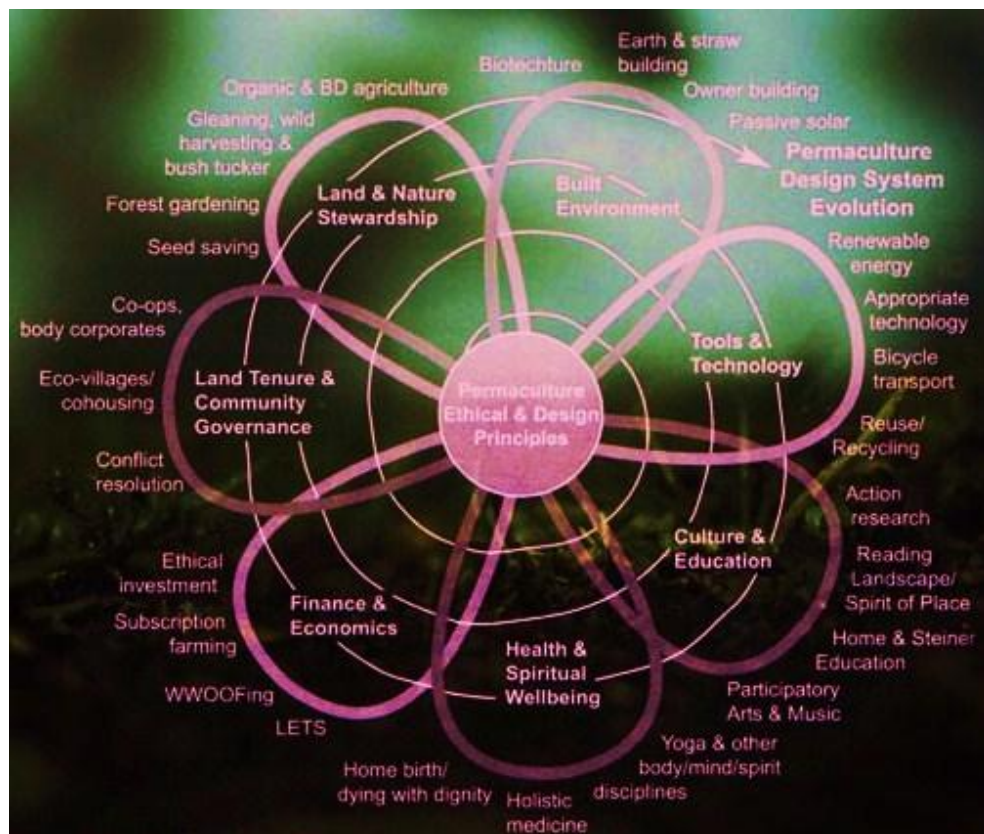 Permaculture
Ethical & Design
Principles
Land & Nature
Stewardship
Organic & BD agriculture
Gleaning, wild
harvesting &
bush tucker
Forest gardening
Seed saving
Built
Environment
Biotechture
Earth & straw
building
Owner building
Passive solar
Permaculture
Design System
Evolution
Tools &
Technology
Renewable
energy
Appropriate
technology
Bicycle
transport
Reuse/
Recycling
Culture &
Education
Action
research
Reading
Landscape/
Spirit of Place
Home & Steiner
Education
Participatory
Arts & Music
Health &
Spiritual
Wellbeing
Yoga & other
body/mind/spirit
disciplines
Holistic
medicine
Home birth/
dying with dignity
Finance &
Economics
LETS
WWOOFing
Subscription
farming
Ethical
investment
Land Tenure &
Community
Governance
Conflict
resolution
Eco-villages/
cohousing
Co-ops,
body corporates